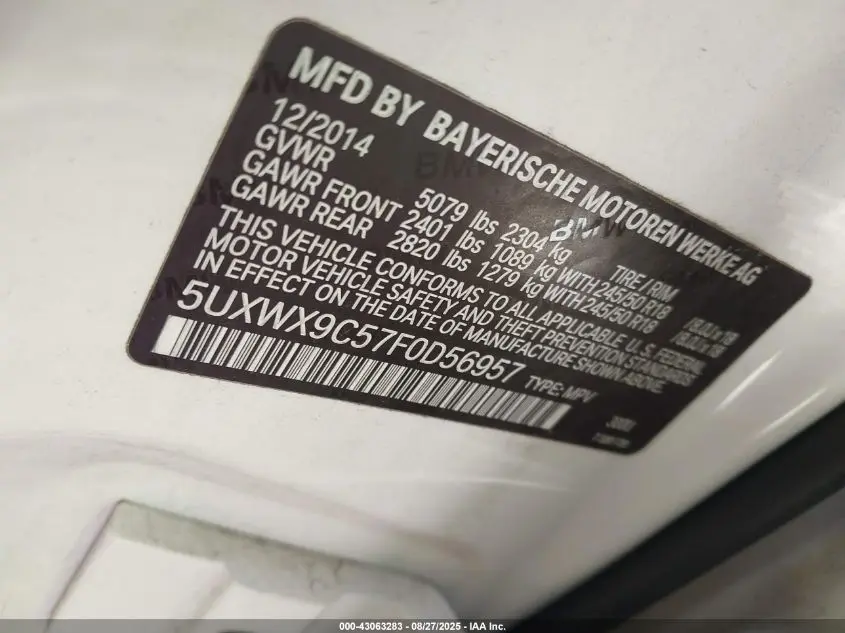 MFD BY BAYERISCHE MOTOREN WERKE AG
12/2014
GVWR 5079 lbs 2304 kg TIRE / RIM
GAWR FRONT 2401 lbs 1089 kg WITH 245/50 R18
GAWR REAR 2820 lbs 1279 kg WITH 245/50 R18
THIS VEHICLE CONFORMS TO ALL APPLICABLE U.S. FEDERAL
MOTOR VEHICLE SAFETY AND THEFT PREVENTION STANDARDS
IN EFFECT ON THE DATE OF MANUFACTURE SHOWN ABOVE.
5UXWX9C57F0D56957 TYPE: MPV
000-43063283 - 08/27/2025 - IAA Inc.